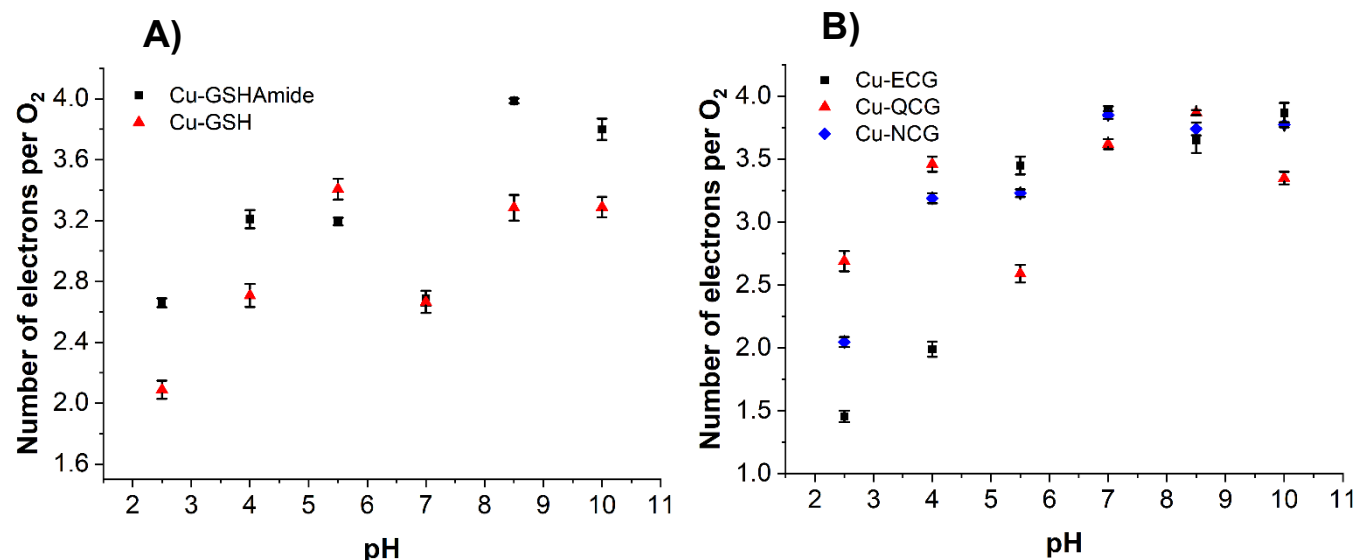 A)
Number of electrons per O2
4.0
3.6
3.2
2.8
2.4
2.0
1.6
Cu-GSHAmide
Cu-GSH
2 3 4 5 6 7 8 9 10 11
pH
B)
Number of electrons per O2
4.0
3.5
3.0
2.5
2.0
1.5
1.0
Cu-ECG
Cu-QCG
Cu-NCG
2 3 4 5 6 7 8 9 10 11
pH